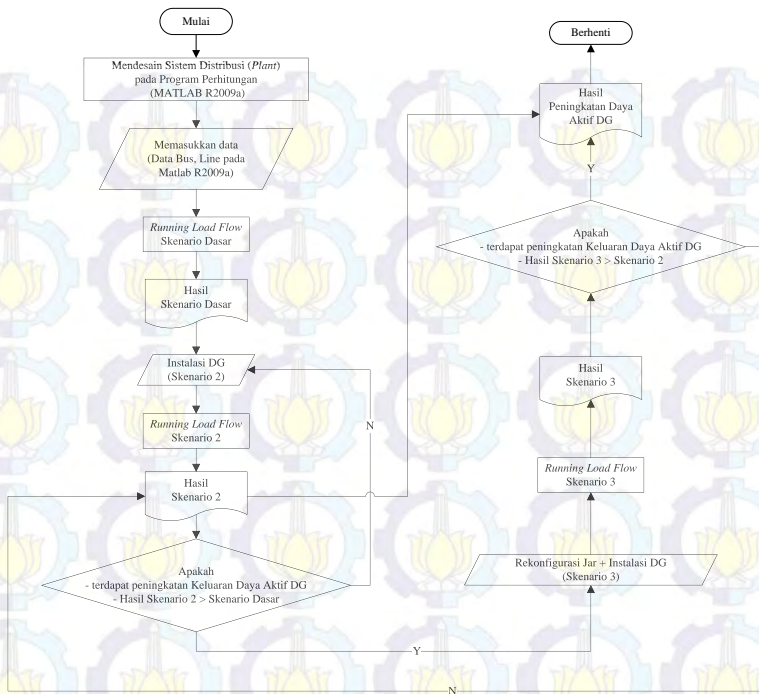 Mulai
Mendesain Sistem Distribusi (Plant)
pada Program Perhitungan
(MATLAB R2009a)
Memasukkan data
(Data Bus, Line pada
Matlab R2009a)
Running Load Flow
Skenario Dasar
Hasil
Skenario Dasar
Instalasi DG
(Skenario 2)
Running Load Flow
Skenario 2
Hasil
Skenario 2
Apakah
- terdapat peningkatan Keluaran Daya Aktif DG
- Hasil Skenario 2 > Skenario Dasar
N
Y
Rekonfigurasi Jar + Instalasi DG
(Skenario 3)
Running Load Flow
Skenario 3
Hasil
Skenario 3
Apakah
- terdapat peningkatan Keluaran Daya Aktif DG
- Hasil Skenario 3 > Skenario 2
N
Y
Hasil
Peningkatan Daya
Aktif DG
Berhenti